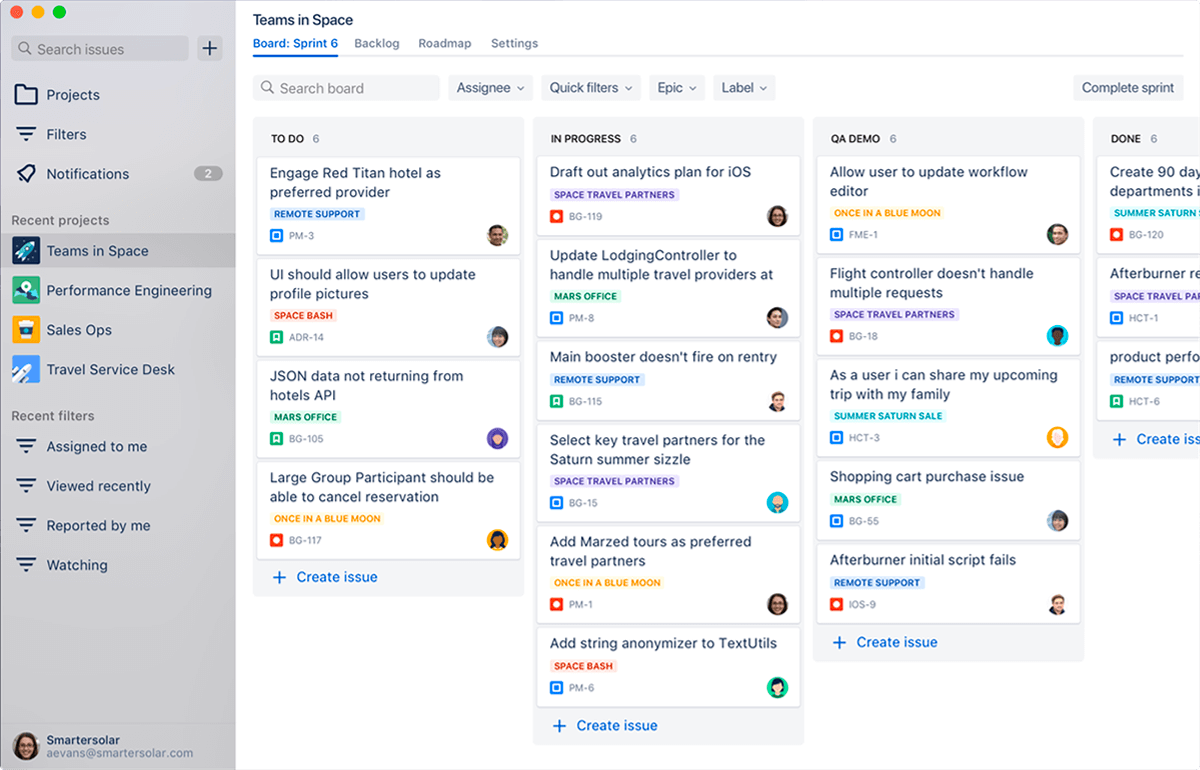 Search issues
Projects
Filters
Notifications 2
Recent projects
Teams in Space
Performance Engineering
Sales Ops
Travel Service Desk
Recent filters
Assigned to me
Viewed recently
Reported by me
Watching
Smartersolar
aevans@smartersolar.com
Teams in Space
Board: Sprint 6 Backlog Roadmap Settings
Search board Assignee Quick filters Epic Label Complete sprint
TO DO 6
Engage Red Titan hotel as
preferred provider
REMOTE SUPPORT
PM-3
UI should allow users to update
profile pictures
SPACE BASH
ADR-14
JSON data not returning from
hotels API
MARS OFFICE
BG-105
Large Group Participant should be
able to cancel reservation
ONCE IN A BLUE MOON
BG-117
+ Create issue
IN PROGRESS 6
Draft out analytics plan for iOS
SPACE TRAVEL PARTNERS
BG-119
Update LodgingController to
handle multiple travel providers at
MARS OFFICE
PM-8
Main booster doesn't fire on rentry
REMOTE SUPPORT
BG-115
Select key travel partners for the
Saturn summer sizzle
SPACE TRAVEL PARTNERS
BG-15
Add Marzed tours as preferred
travel partners
ONCE IN A BLUE MOON
PM-1
Add string anonymizer to TextUtils
SPACE BASH
PM-6
+ Create issue
QA DEMO 6
Allow user to update workflow
editor
ONCE IN A BLUE MOON
FME-1
Flight controller doesn't handle
multiple requests
SPACE TRAVEL PARTNERS
BG-18
As a user i can share my upcoming
trip with my family
SUMMER SATURN SALE
HCT-3
Shopping cart purchase issue
MARS OFFICE
BG-55
Afterburner initial script fails
REMOTE SUPPORT
IOS-9
+ Create issue
DONE 6
Create 90 day
departments i
SUMMER SATURN
BG-120
Afterburner re
SPACE TRAVEL PAR
HCT-1
product perfo
REMOTE SUPPORT
HCT-6
+ Create iss